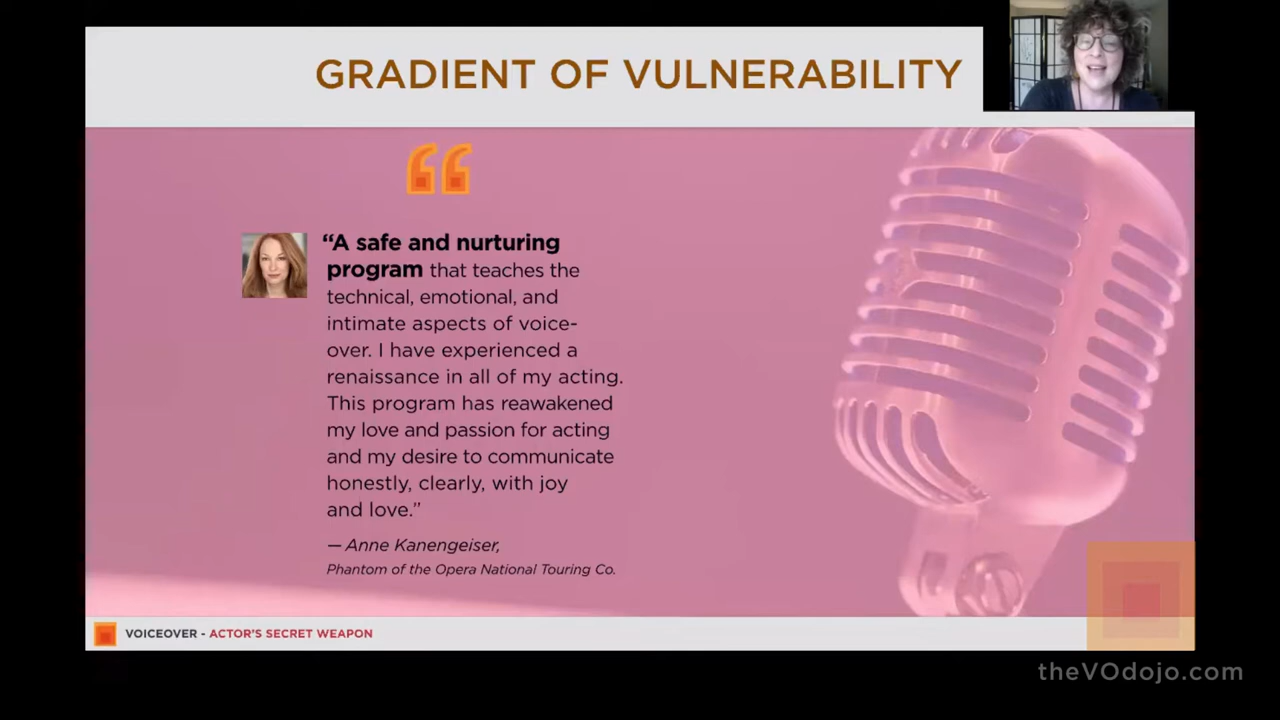 GRADIENT OF VULNERABILITY
“A safe and nurturing
program that teaches the
technical, emotional, and
intimate aspects of voice-
over. I have experienced a
renaissance in all of my acting.
This program has reawakened
my love and passion for acting
and my desire to communicate
honestly, clearly, with joy
and love.”
— Anne Kanengeiser,
Phantom of the Opera National Touring Co.
VOICEOVER - ACTOR'S SECRET WEAPON
theVOdojo.com